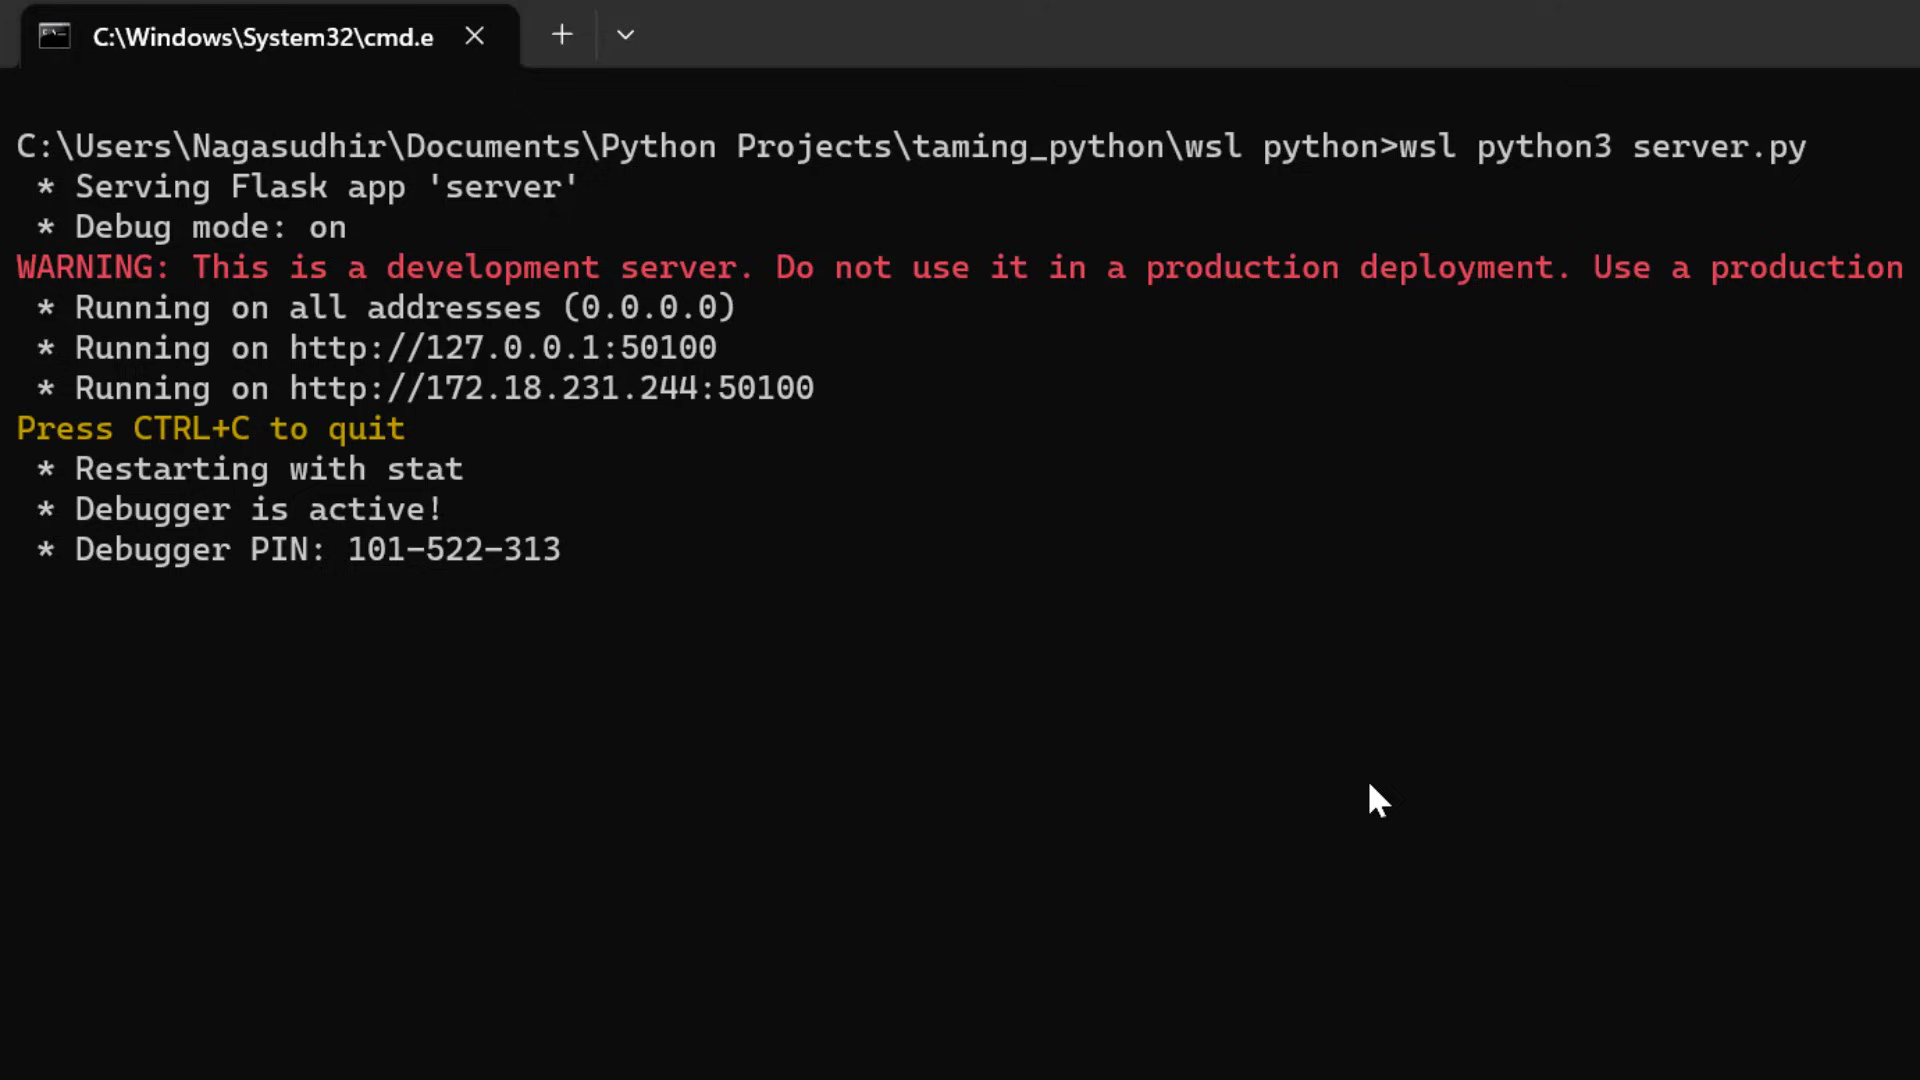 C:\Windows\System32\cmd.e
C:\Users\Nagasudhir\Documents\Python Projects\taming_python\wsl python>wsl python3 server.py
* Serving Flask app 'server'
* Debug mode: on
WARNING: This is a development server. Do not use it in a production deployment. Use a production
* Running on all addresses (0.0.0.0)
* Running on http://127.0.0.1:50100
* Running on http://172.18.231.244:50100
Press CTRL+C to quit
* Restarting with stat
* Debugger is active!
* Debugger PIN: 101-522-313